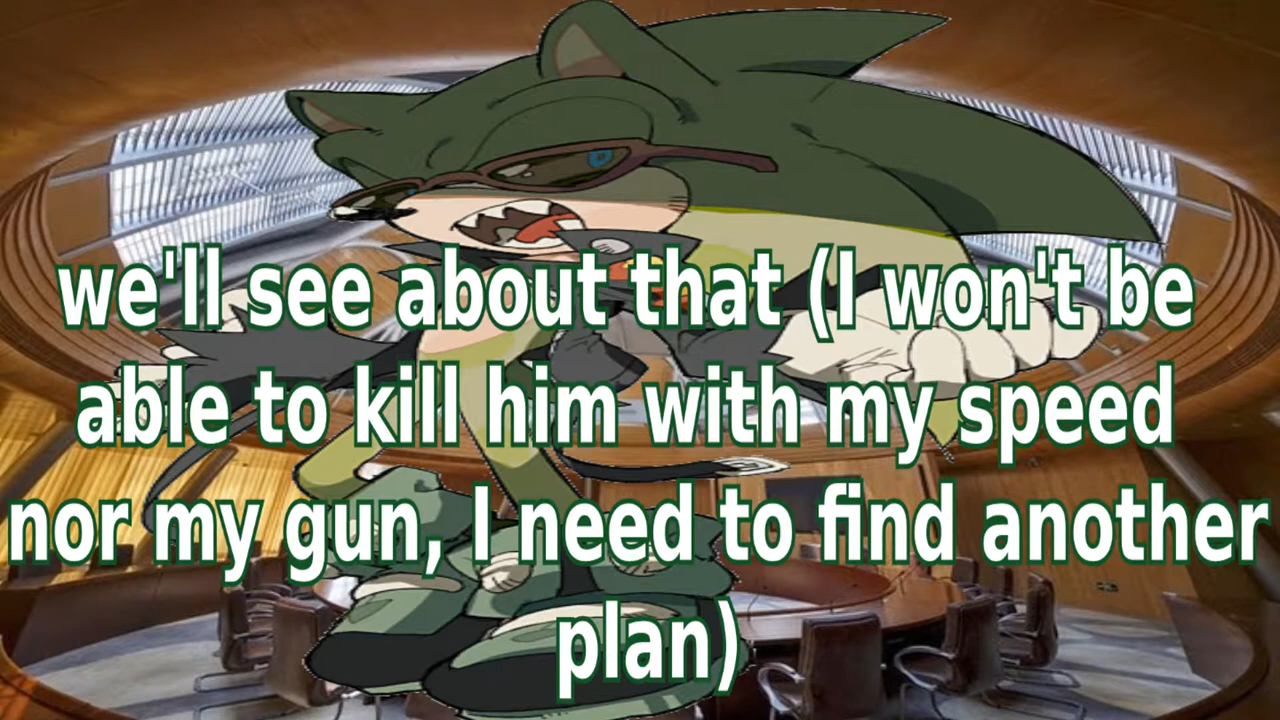 we'll see about that (I won't be
able to kill him with my speed
nor my gun, I need to find another
plan)